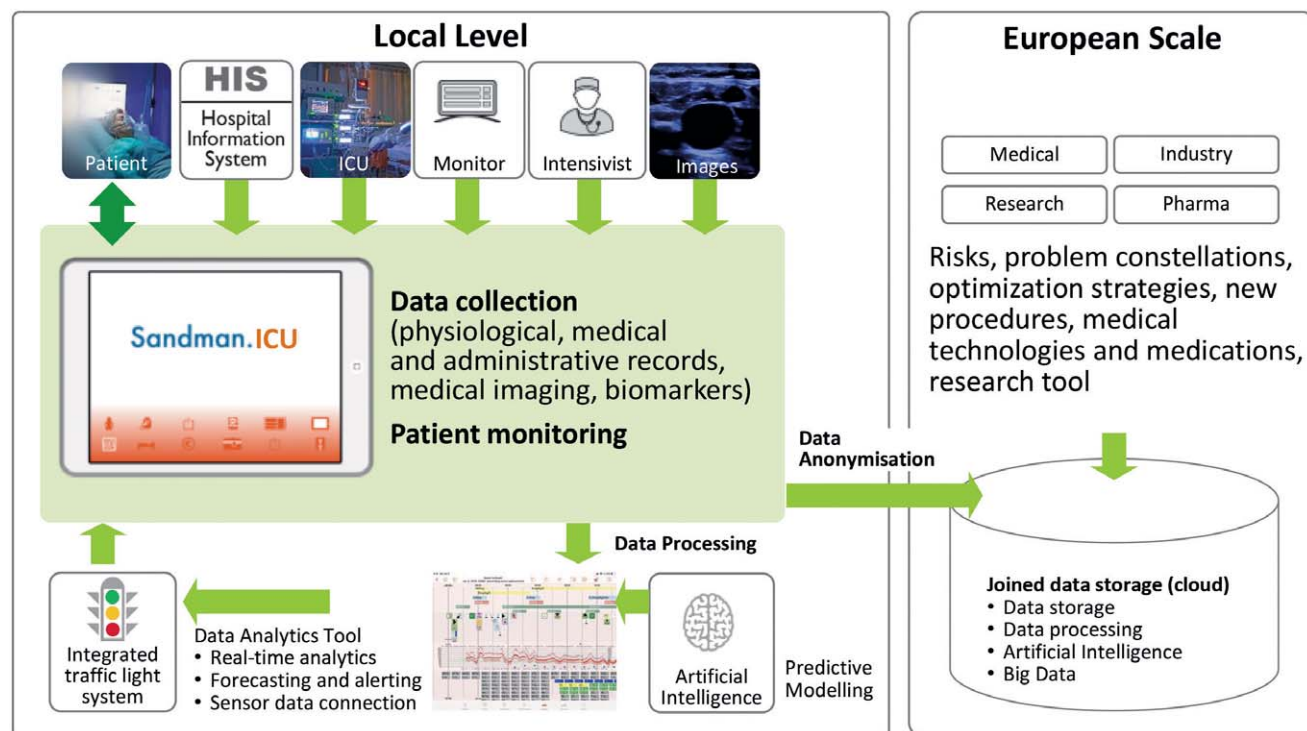 Local Level
Patient
HIS
Hospital
Information
System
ICU
Monitor
Intensivist
Images
Sandman.ICU
Data collection
(physiological, medical
and administrative records,
medical imaging, biomarkers)
Patient monitoring
Data
Anonymisation
Data Processing
Integrated
traffic light
system
Data Analytics Tool
• Real-time analytics
• Forecasting and alerting
• Sensor data connection
Artificial
Intelligence
Predictive
Modelling
European Scale
Medical
Industry
Research
Pharma
Risks, problem constellations,
optimization strategies, new
procedures, medical
technologies and medications,
research tool
Joined data storage (cloud)
• Data storage
• Data processing
• Artificial Intelligence
• Big Data